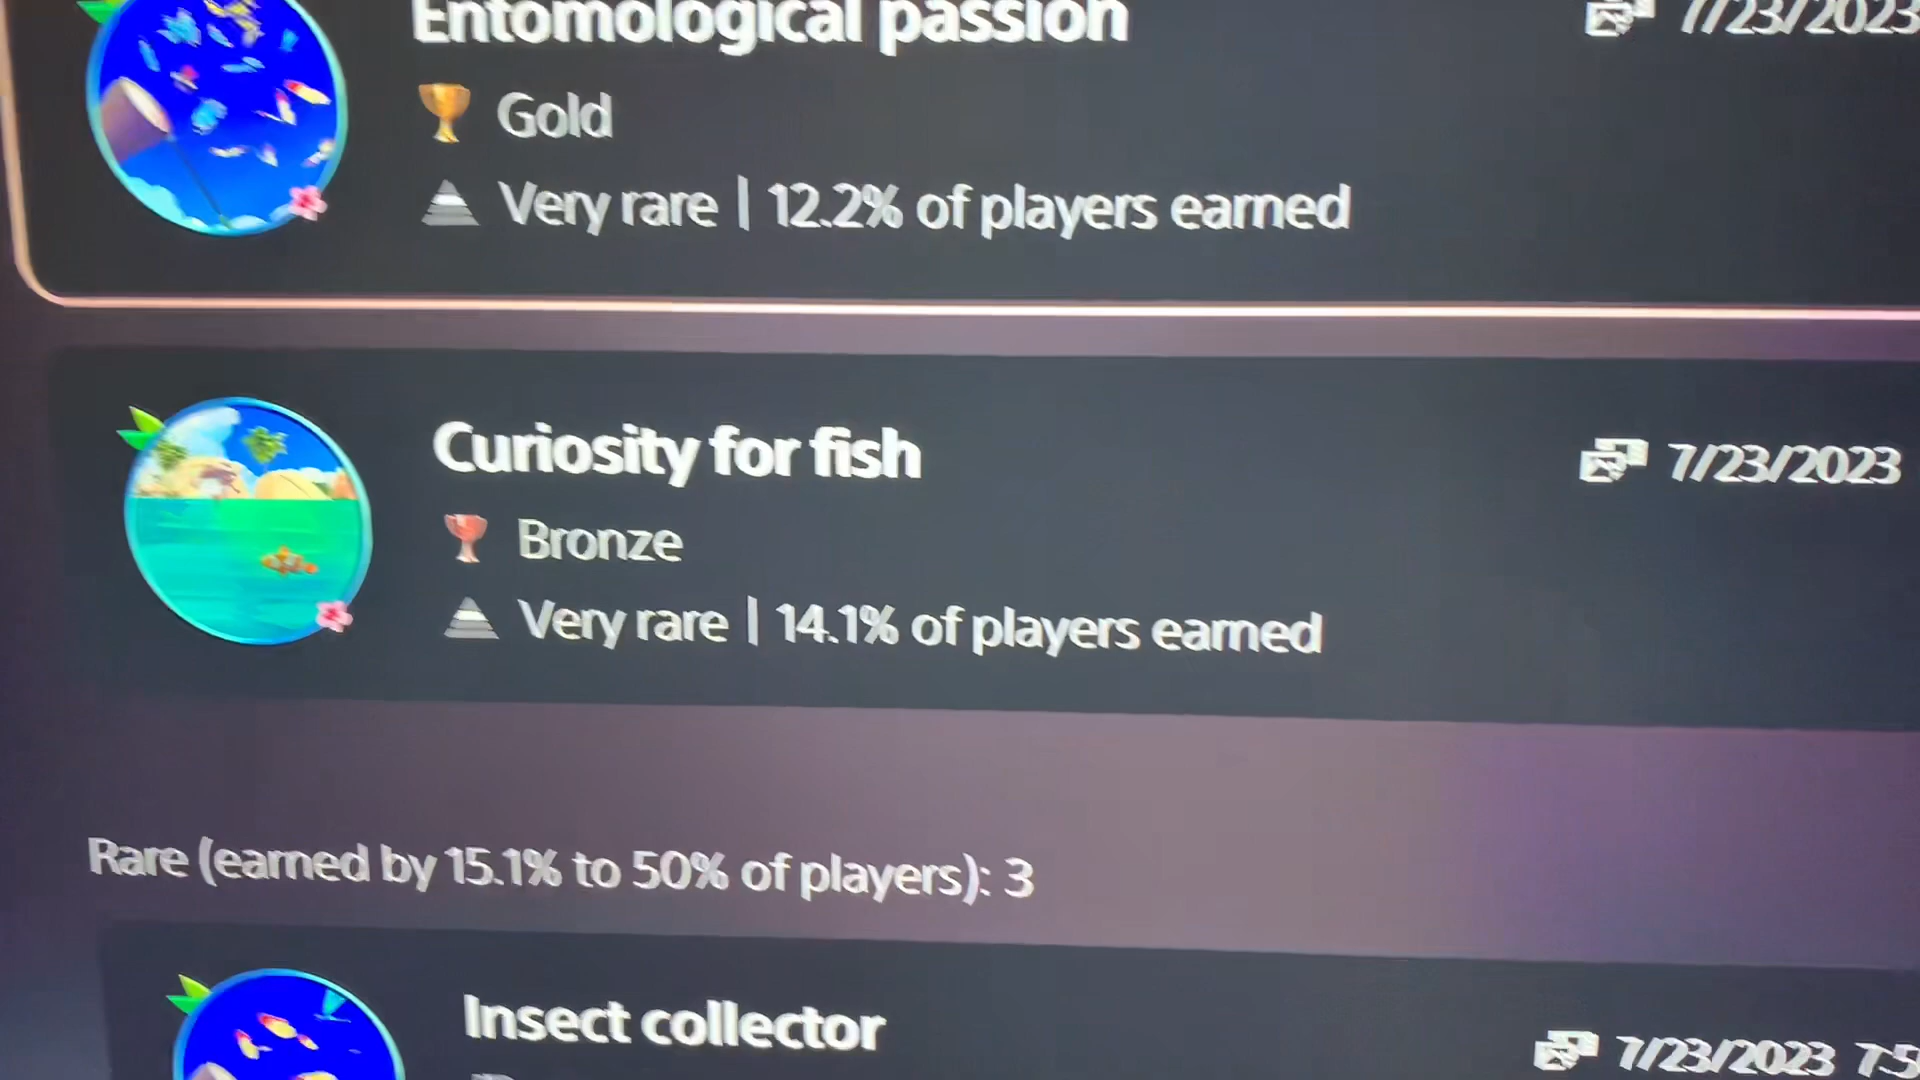 Entomological passion
7/23/2023
Gold
Very rare | 12.2% of players earned
Curiosity for fish
7/23/2023
Bronze
Very rare | 14.1% of players earned
Rare (earned by 15.1% to 50% of players): 3
Insect collector
7/23/2023 7:5